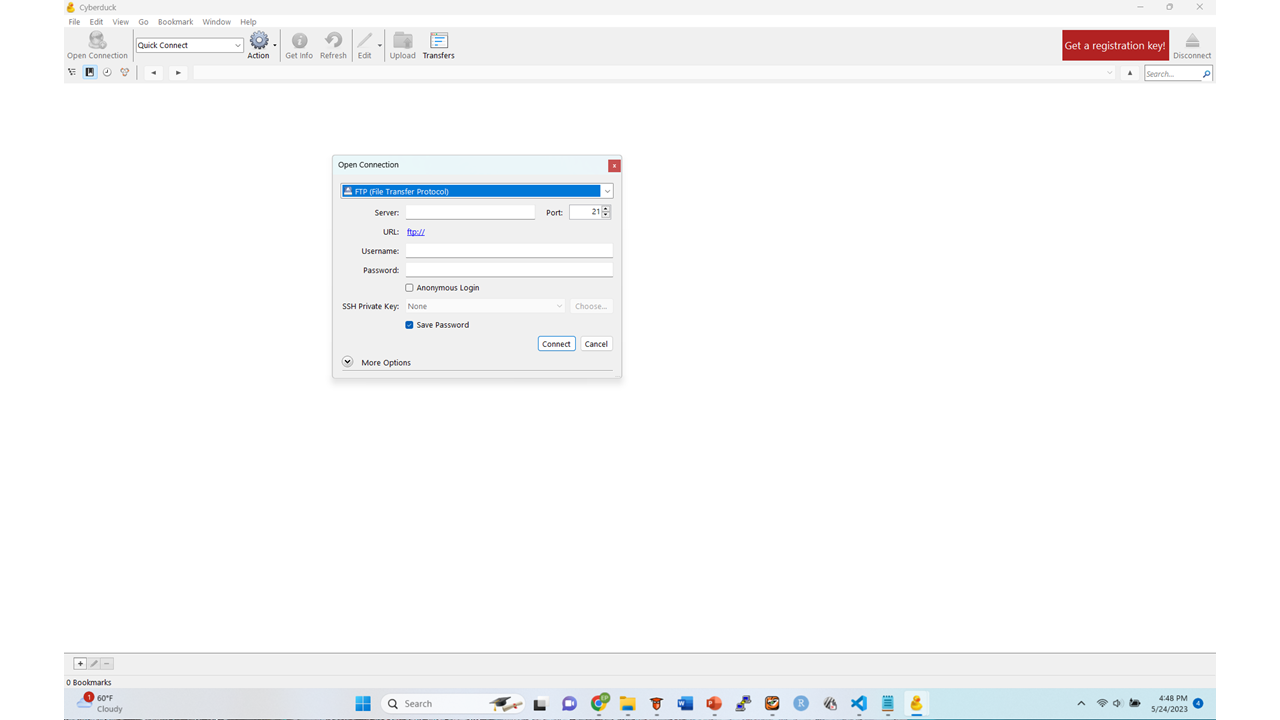 Cyberduck
File Edit View Go Bookmark Window Help
Open Connection Quick Connect Action Get Info Refresh Edit Upload Transfers Get a registration key! Disconnect
Search...
Open Connection x
FTP (File Transfer Protocol)
Server: Port: 21
URL: ftp://
Username:
Password:
Anonymous Login
SSH Private Key: None Choose...
Save Password
Connect Cancel
More Options
0 Bookmarks
1 60°F
Cloudy
Search
4:48 PM
5/24/2023 4